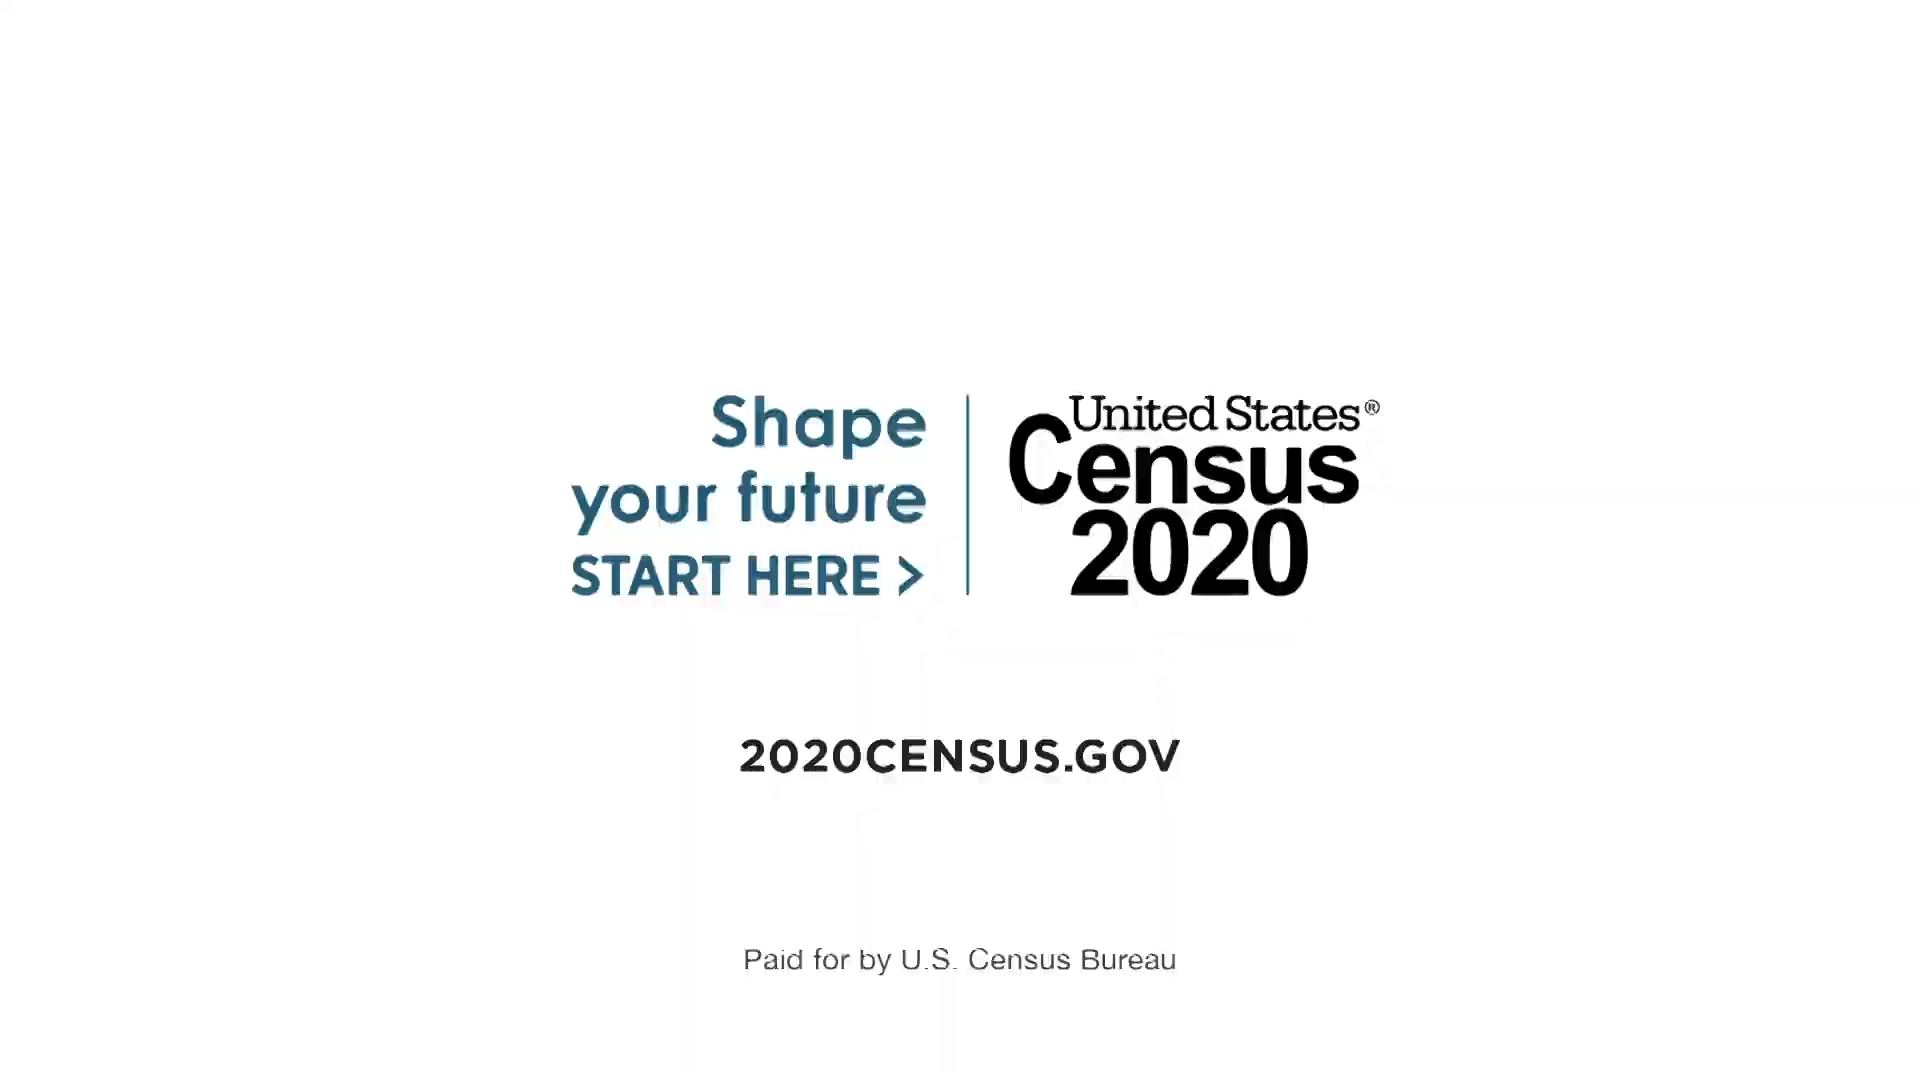 Shape
your future
START HERE >
United States®
Census
2020
2020CENSUS.GOV
Paid for by U.S. Census Bureau